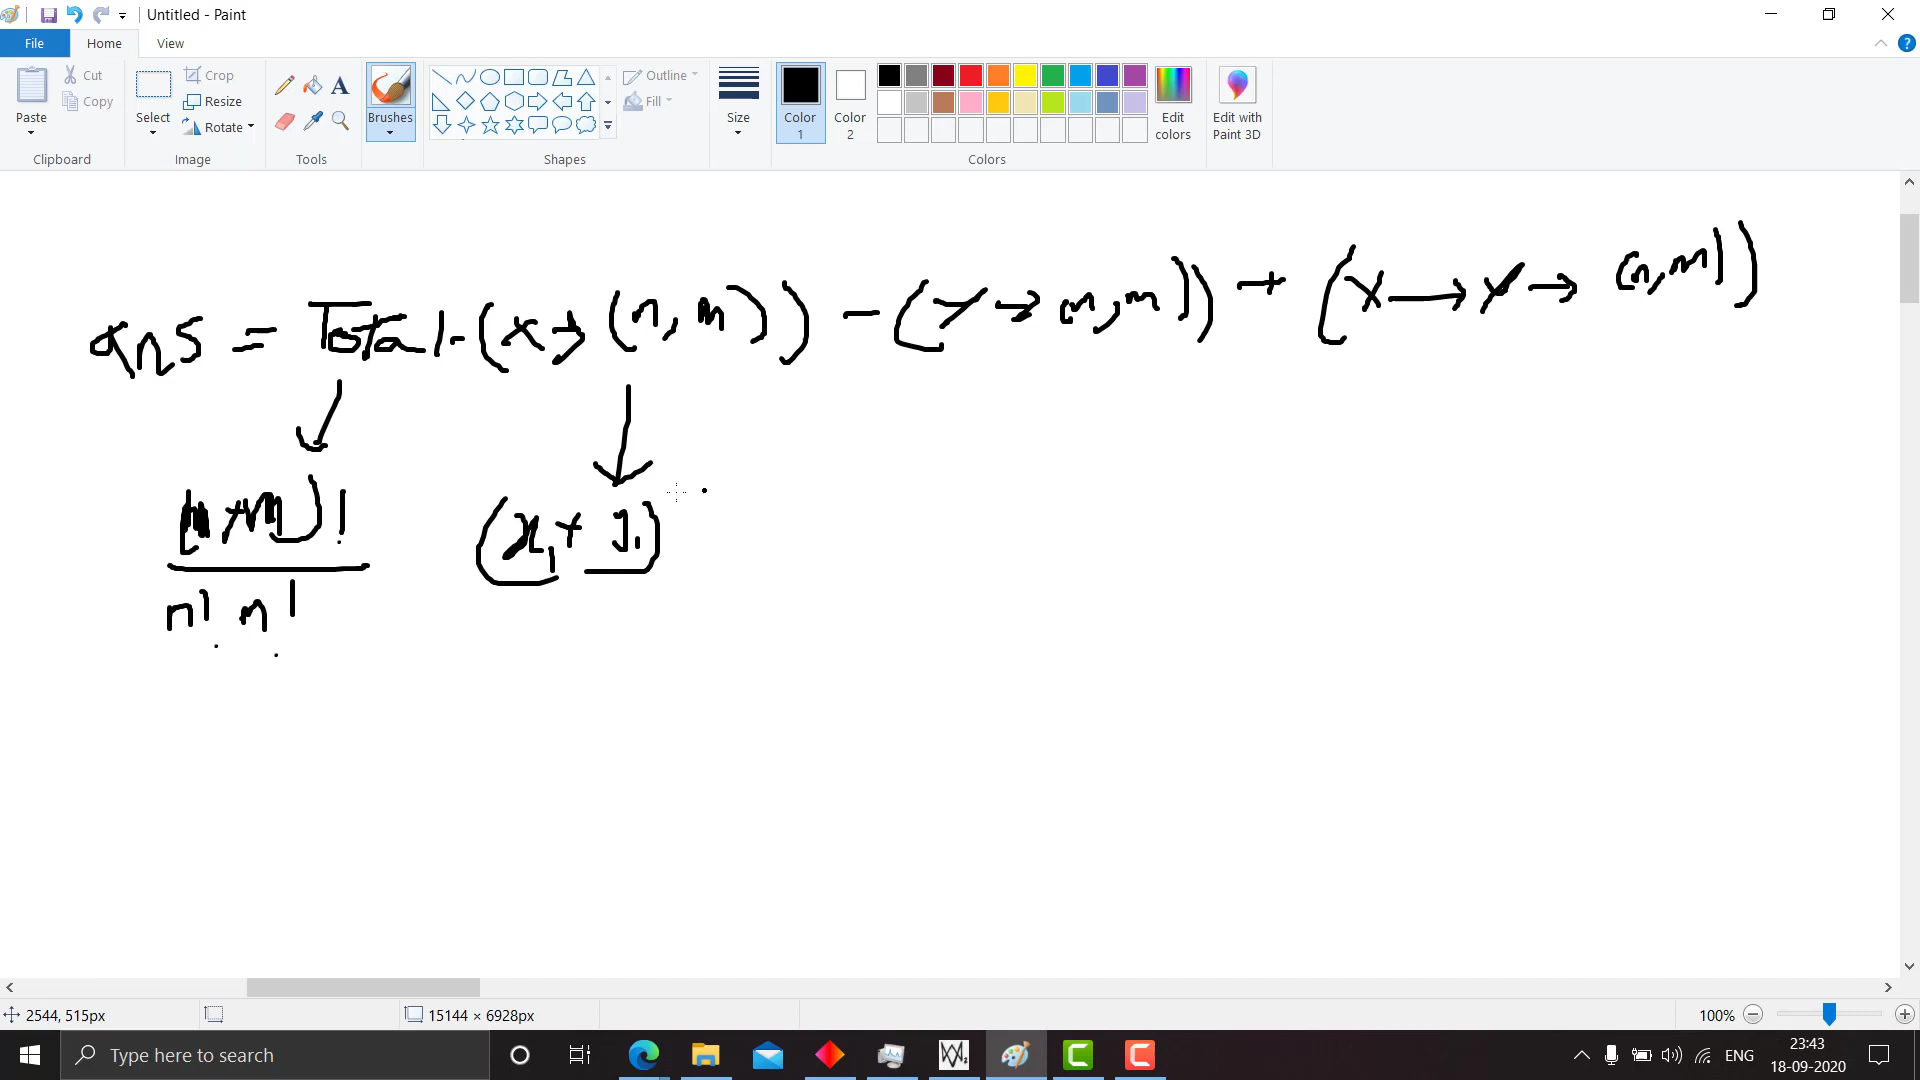 Untitled - Paint
File Home View
Paste
Cut
Copy
Clipboard
Select
Crop
Resize
Rotate
Image
Tools
Brushes
Shapes
Outline
Fill
Size
Color 1
Color 2
Colors
Edit colors
Edit with Paint 3D
ans = Total - (x → (n, m)) - (Y → (n, m)) + (X → Y → (n, m))
(n+m)!
n! m!
(x₁ + y₁)
2544, 515px
15144 × 6928px
100%
Type here to search
ENG
23:43
18-09-2020